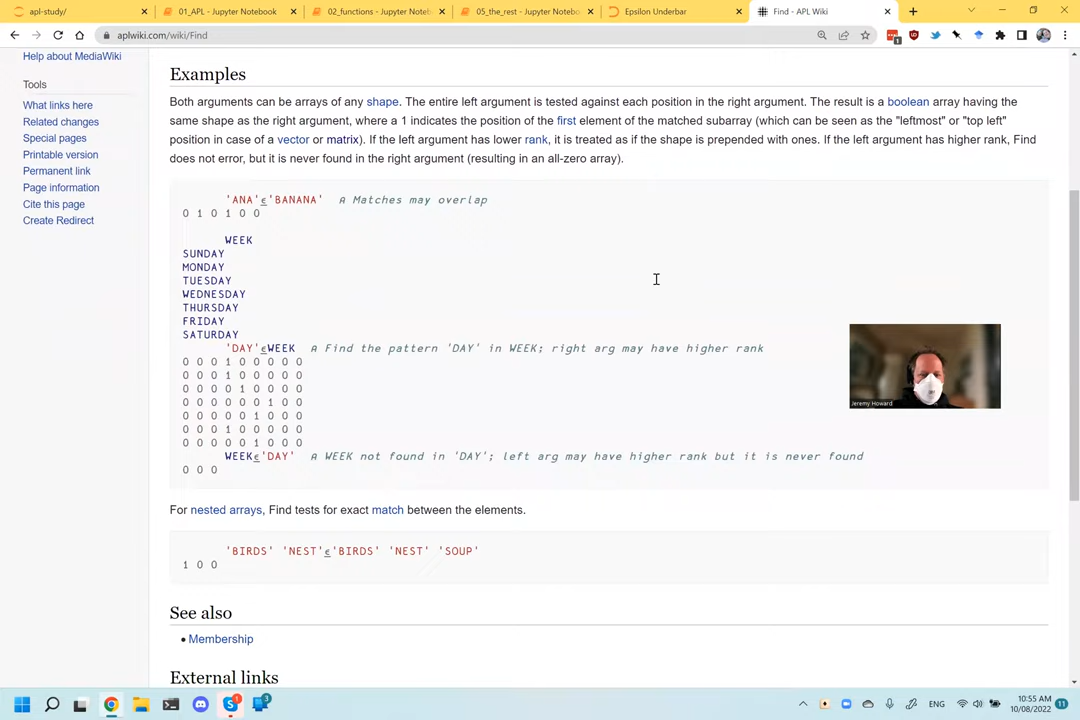 apl-study/
01_APL - Jupyter Notebook
02_functions - Jupyter Noteb
05_the_rest - Jupyter Notebo
Epsilon Underbar
Find - APL Wiki
aplwiki.com/wiki/Find
Help about MediaWiki
Tools
What links here
Related changes
Special pages
Printable version
Permanent link
Page information
Cite this page
Create Redirect
Examples
Both arguments can be arrays of any shape. The entire left argument is tested against each position in the right argument. The result is a boolean array having the
same shape as the right argument, where a 1 indicates the position of the first element of the matched subarray (which can be seen as the "leftmost" or "top left"
position in case of a vector or matrix). If the left argument has lower rank, it is treated as if the shape is prepended with ones. If the left argument has higher rank, Find
does not error, but it is never found in the right argument (resulting in an all-zero array).
'ANA'⍷'BANANA' ⍝ Matches may overlap
0 1 0 1 0 0
WEEK
SUNDAY
MONDAY
TUESDAY
WEDNESDAY
THURSDAY
FRIDAY
SATURDAY
'DAY'⍷WEEK ⍝ Find the pattern 'DAY' in WEEK; right arg may have higher rank
0 0 0 1 0 0 0 0 0
0 0 0 1 0 0 0 0 0
0 0 0 0 1 0 0 0 0
0 0 0 0 0 0 1 0 0
0 0 0 0 0 1 0 0 0
0 0 0 1 0 0 0 0 0
0 0 0 0 0 1 0 0 0
WEEK⍷'DAY' ⍝ WEEK not found in 'DAY'; left arg may have higher rank but it is never found
0 0 0
For nested arrays, Find tests for exact match between the elements.
'BIRDS' 'NEST'⍷'BIRDS' 'NEST' 'SOUP'
1 0 0
See also
Membership
External links
Jeremy Howard
ENG
10:55 AM
10/08/2022
11